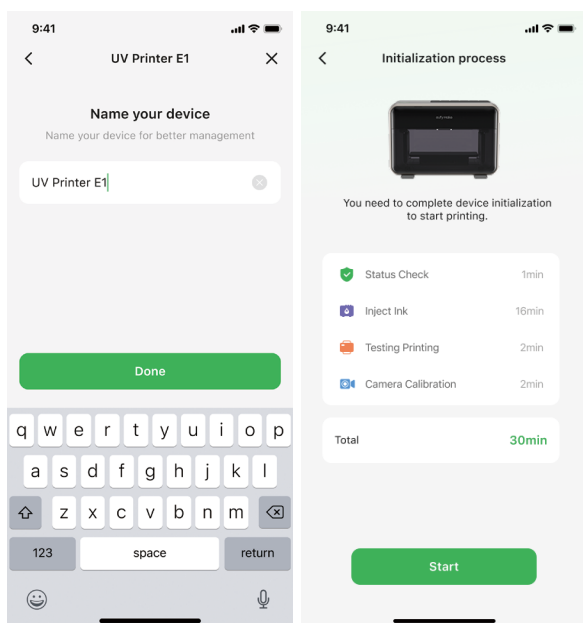 9:41
UV Printer E1
Name your device
Name your device for better management
UV Printer E1
Done
q w e r t y u i o p
a s d f g h j k l
z x c v b n m
123 space return
9:41
Initialization process
You need to complete device initialization
to start printing.
Status Check 1min
Inject Ink 16min
Testing Printing 2min
Camera Calibration 2min
Total 30min
Start